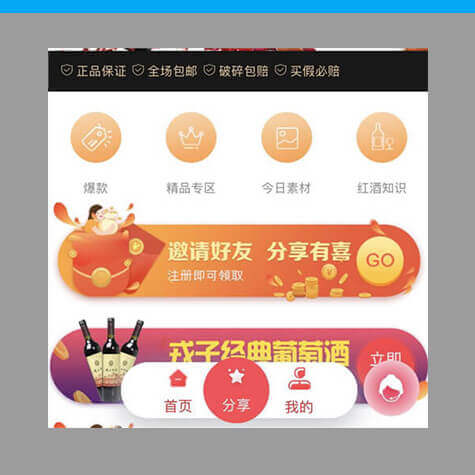 正品保证 全场包邮 破碎包赔 买假必赔
爆款 精品专区 今日素材 红酒知识
邀请好友 分享有喜
GO
注册即可领取
戎子经典葡萄酒
立即
首页 分享 我的